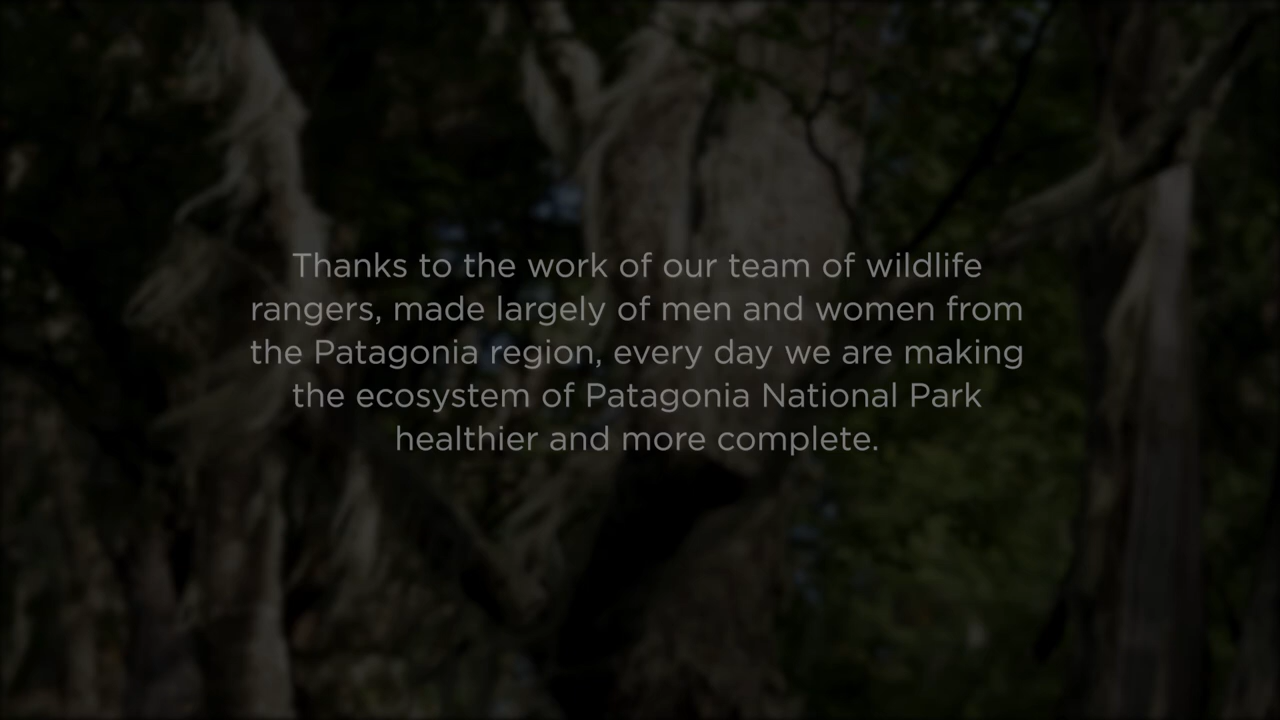 Thanks to the work of our team of wildlife
rangers, made largely of men and women from
the Patagonia region, every day we are making
the ecosystem of Patagonia National Park
healthier and more complete.